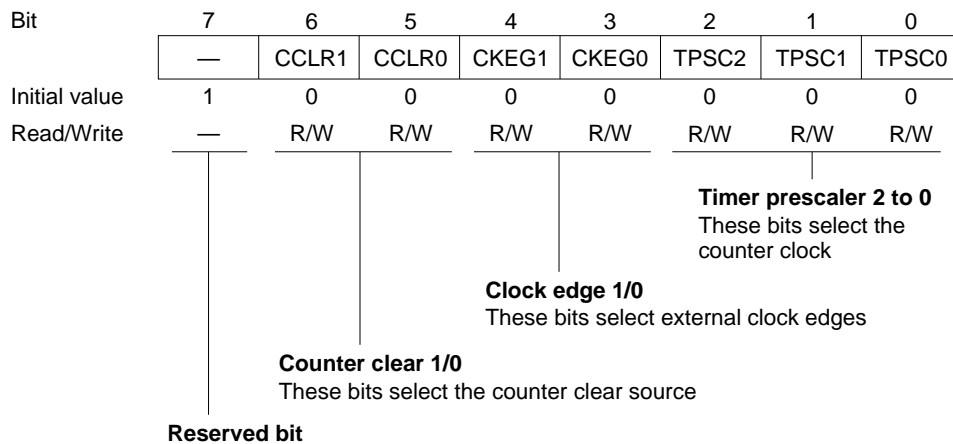 Bit 7 6 5 4 3 2 1 0
— CCLR1 CCLR0 CKEG1 CKEG0 TPSC2 TPSC1 TPSC0
Initial value 1 0 0 0 0 0 0 0
Read/Write — R/W R/W R/W R/W R/W R/W R/W
Timer prescaler 2 to 0
These bits select the
counter clock
Clock edge 1/0
These bits select external clock edges
Counter clear 1/0
These bits select the counter clear source
Reserved bit